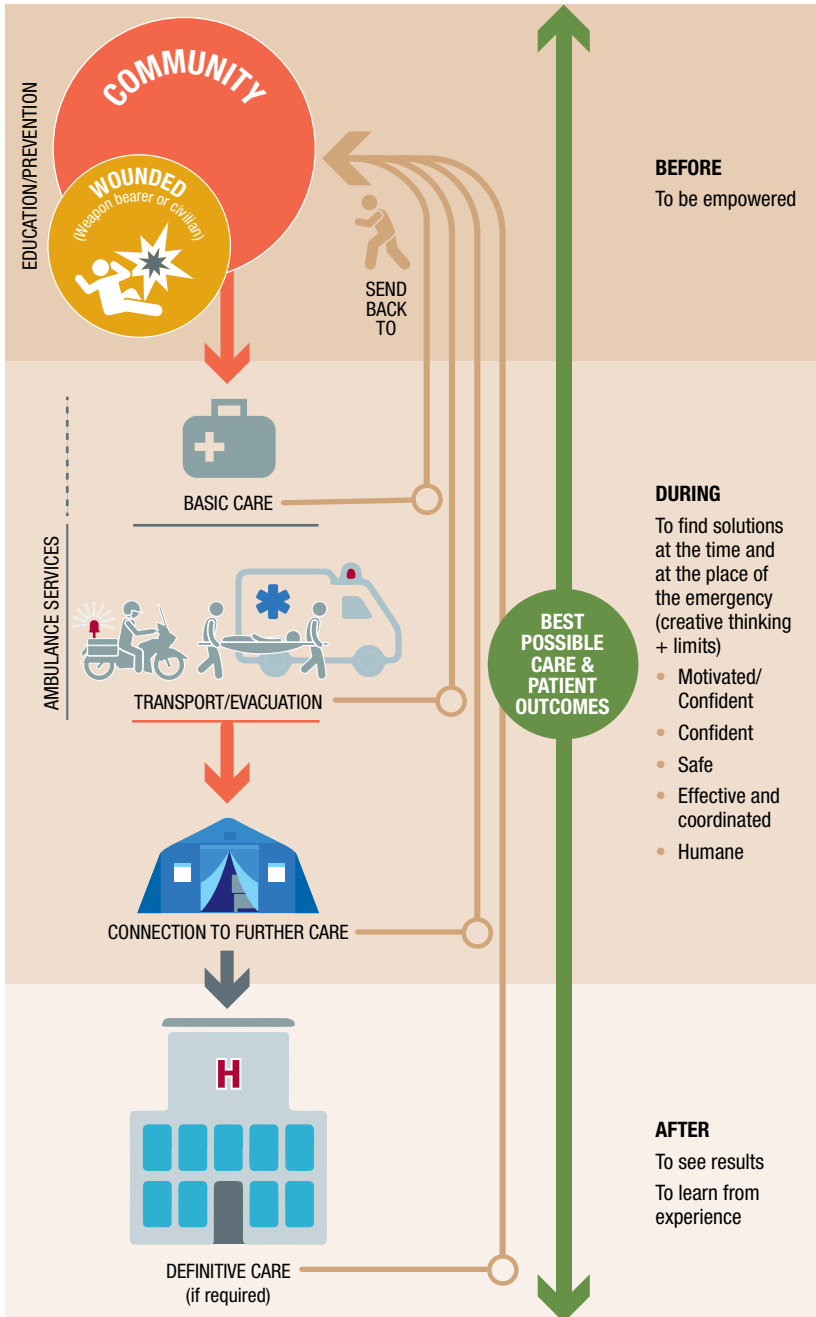 EDUCATION/PREVENTION
COMMUNITY
WOUNDED
(Weapon bearer or civilian)
SEND
BACK
TO
BEFORE
To be empowered
AMBULANCE SERVICES
BASIC CARE
TRANSPORT/EVACUATION
CONNECTION TO FURTHER CARE
BEST
POSSIBLE
CARE &
PATIENT
OUTCOMES
DURING
To find solutions
at the time and
at the place of
the emergency
(creative thinking
+ limits)
• Motivated/
Confident
• Confident
• Safe
• Effective and
coordinated
• Humane
H
DEFINITIVE CARE
(if required)
AFTER
To see results
To learn from
experience